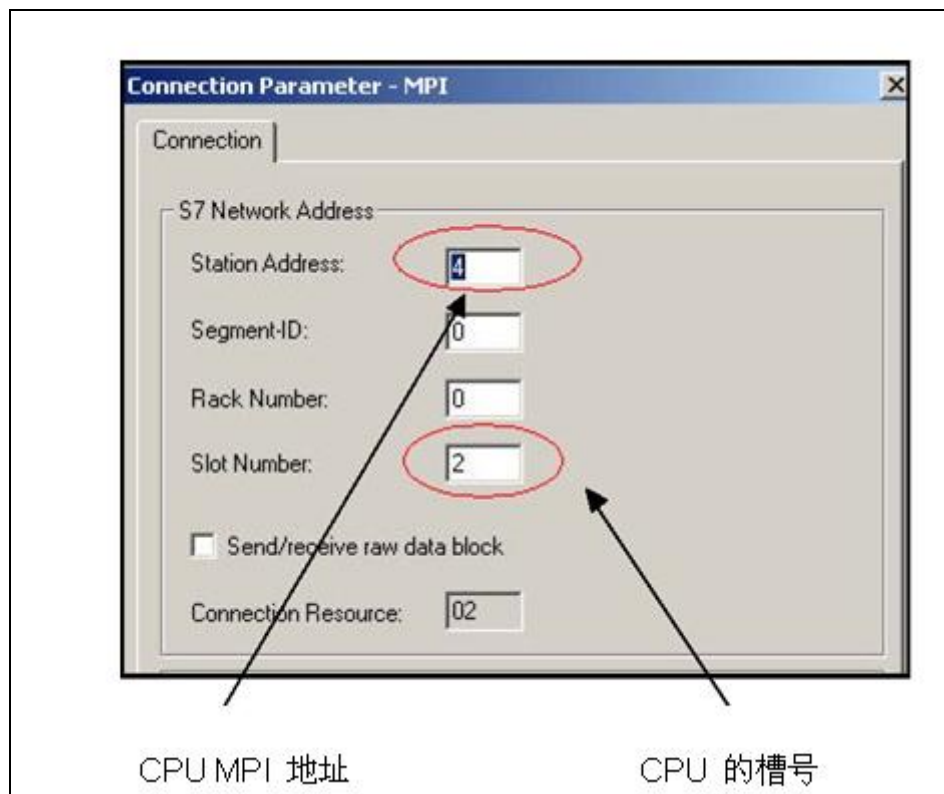 Connection Parameter - MPI
Connection
S7 Network Address
Station Address: 4
Segment-ID: 0
Rack Number: 0
Slot Number: 2
Send/receive raw data block
Connection Resource: 02
CPU MPI 地址
CPU 的槽号